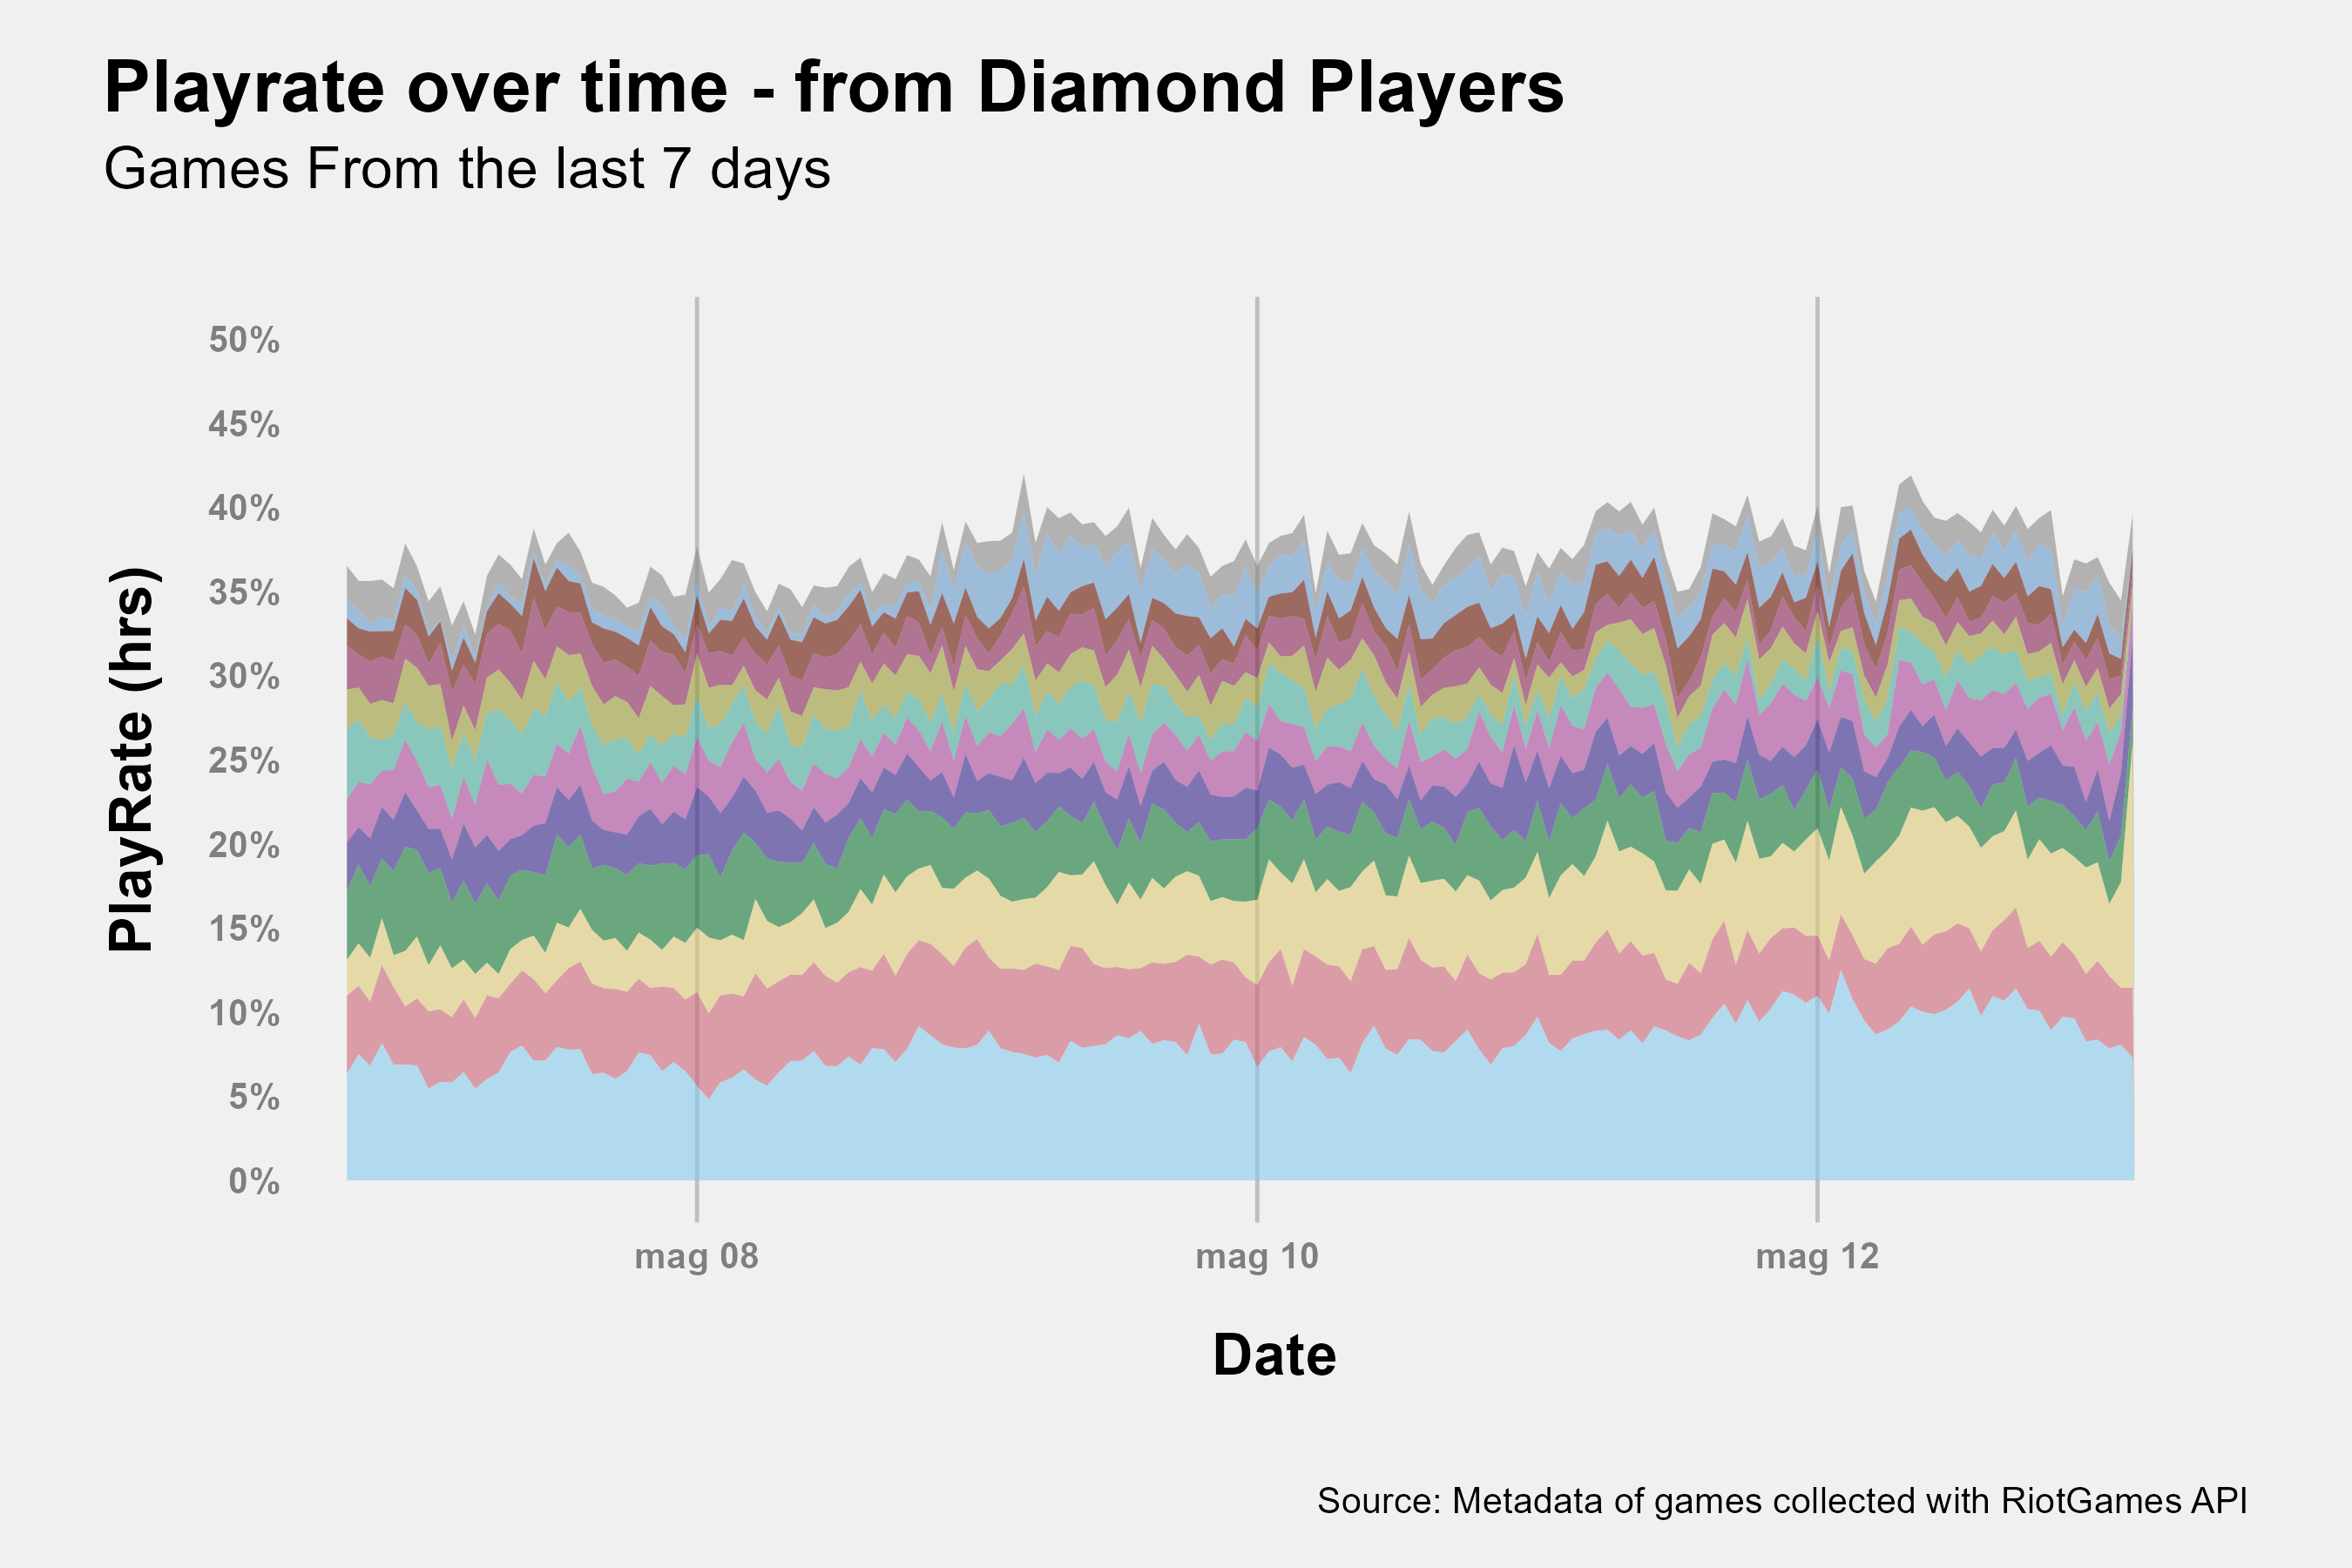 Playrate over time - from Diamond Players
Games From the last 7 days
PlayRate (hrs)
50%
45%
40%
35%
30%
25%
20%
15%
10%
5%
0%
mag 08
mag 10
mag 12
Date
Source: Metadata of games collected with RiotGames API